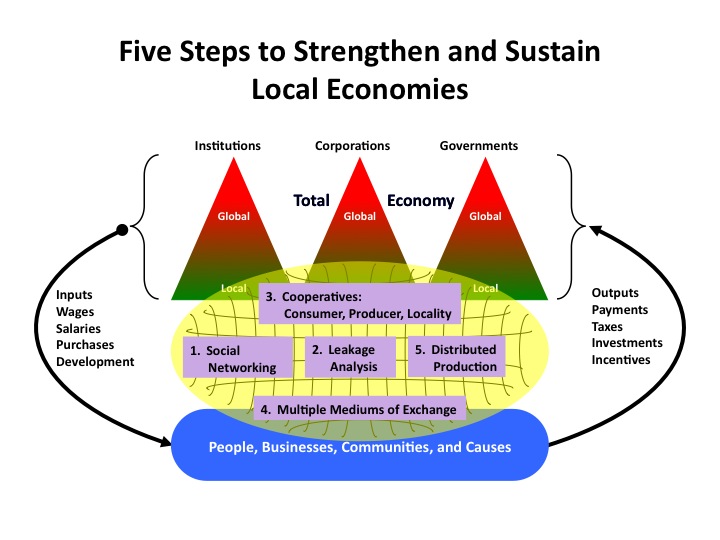 Five Steps to Strengthen and Sustain
Local Economies
Institutions
Corporations
Governments
Total
Economy
Global
Global
Global
Local
Local
Inputs
Wages
Salaries
Purchases
Development
Outputs
Payments
Taxes
Investments
Incentives
3. Cooperatives:
Consumer, Producer, Locality
1. Social
Networking
2. Leakage
Analysis
5. Distributed
Production
4. Multiple Mediums of Exchange
People, Businesses, Communities, and Causes